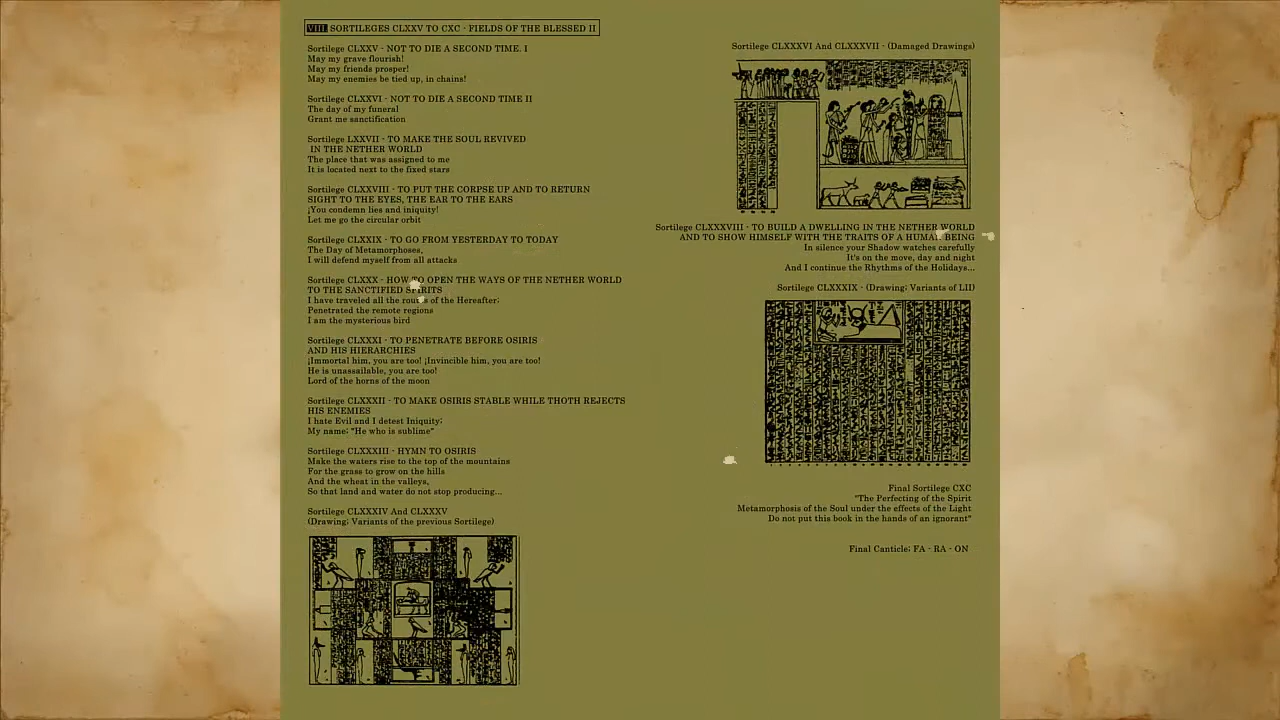 VIII SORTILEGES CLXXV TO CXC - FIELDS OF THE BLESSED II
Sortilege CLXXV - NOT TO DIE A SECOND TIME. I
May my grave flourish!
May my friends prosper!
May my enemies be tied up, in chains!
Sortilege CLXXVI - NOT TO DIE A SECOND TIME II
The day of my funeral
Grant me sanctification
Sortilege LXXVII - TO MAKE THE SOUL REVIVED
IN THE NETHER WORLD
The place that was assigned to me
It is located next to the fixed stars
Sortilege CLXXVIII - TO PUT THE CORPSE UP AND TO RETURN
SIGHT TO THE EYES, THE EAR TO THE EARS
¡You condemn lies and iniquity!
Let me go the circular orbit
Sortilege CLXXIX - TO GO FROM YESTERDAY TO TODAY
The Day of Metamorphoses,
I will defend myself from all attacks
Sortilege CLXXX - HOW TO OPEN THE WAYS OF THE NETHER WORLD
TO THE SANCTIFIED SPIRITS
I have traveled all the routes of the Hereafter;
Penetrated the remote regions
I am the mysterious bird
Sortilege CLXXXI - TO PENETRATE BEFORE OSIRIS
AND HIS HIERARCHIES
¡Immortal him, you are too! ¡Invincible him, you are too!
He is unassailable, you are too!
Lord of the horns of the moon
Sortilege CLXXXII - TO MAKE OSIRIS STABLE WHILE THOTH REJECTS
HIS ENEMIES
I hate Evil and I detest Iniquity;
My name; "He who is sublime"
Sortilege CLXXXIII - HYMN TO OSIRIS
Make the waters rise to the top of the mountains
For the grass to grow on the hills
And the wheat in the valleys,
So that land and water do not stop producing...
Sortilege CLXXXIV And CLXXXV
(Drawing; Variants of the previous Sortilege)
Sortilege CLXXXVI And CLXXXVII - (Damaged Drawings)
Sortilege CLXXXVIII - TO BUILD A DWELLING IN THE NETHER WORLD
AND TO SHOW HIMSELF WITH THE TRAITS OF A HUMAN BEING
In silence your Shadow watches carefully
It's on the move, day and night
And I continue the Rhythms of the Holidays...
Sortilege CLXXXIX - (Drawing; Variants of LII)
Final Sortilege CXC
"The Perfecting of the Spirit
Metamorphosis of the Soul under the effects of the Light
Do not put this book in the hands of an ignorant"
Final Canticle; FA - RA - ON